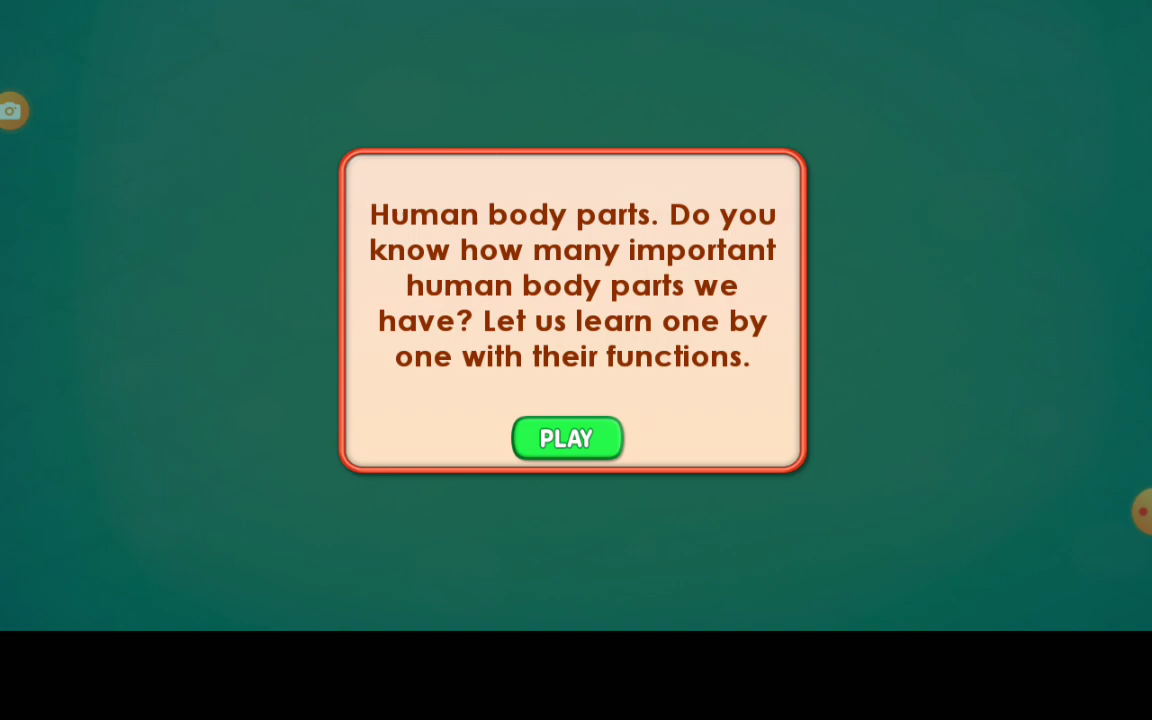 Human body parts. Do you
know how many important
human body parts we
have? Let us learn one by
one with their functions.
PLAY